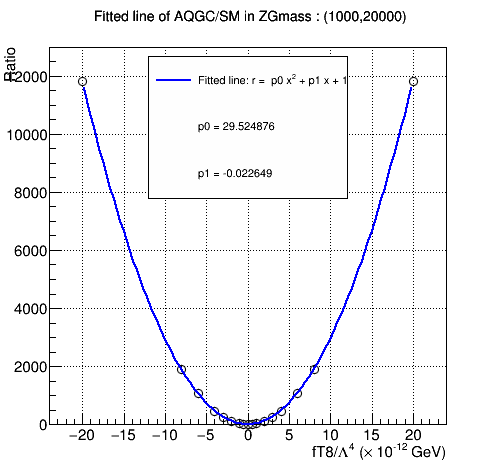 Fitted line of AQGC/SM in ZGmass : (1000,20000)
Ratio
Fitted line: r = p0 x² + p1 x + 1
p0 = 29.524876
p1 = -0.022649
12000
10000
8000
6000
4000
2000
0
−20 −15 −10 −5 0 5 10 15 20
fT8/Λ⁴ (× 10⁻¹² GeV)